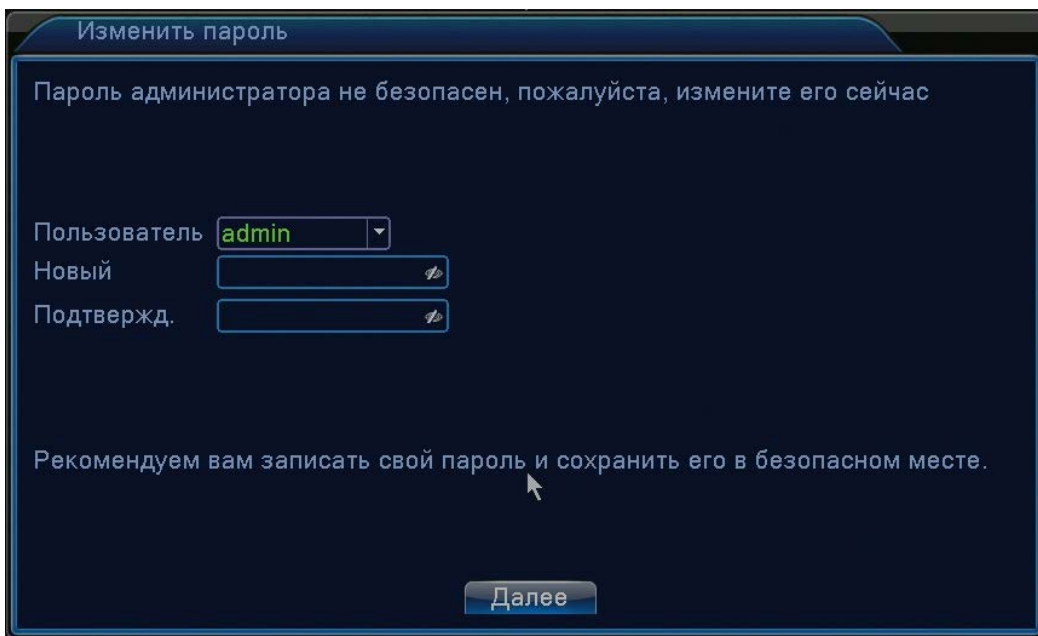 Изменить пароль
Пароль администратора не безопасен, пожалуйста, измените его сейчас
Пользователь admin
Новый
Подтвержд.
Рекомендуем вам записать свой пароль и сохранить его в безопасном месте.
Далее